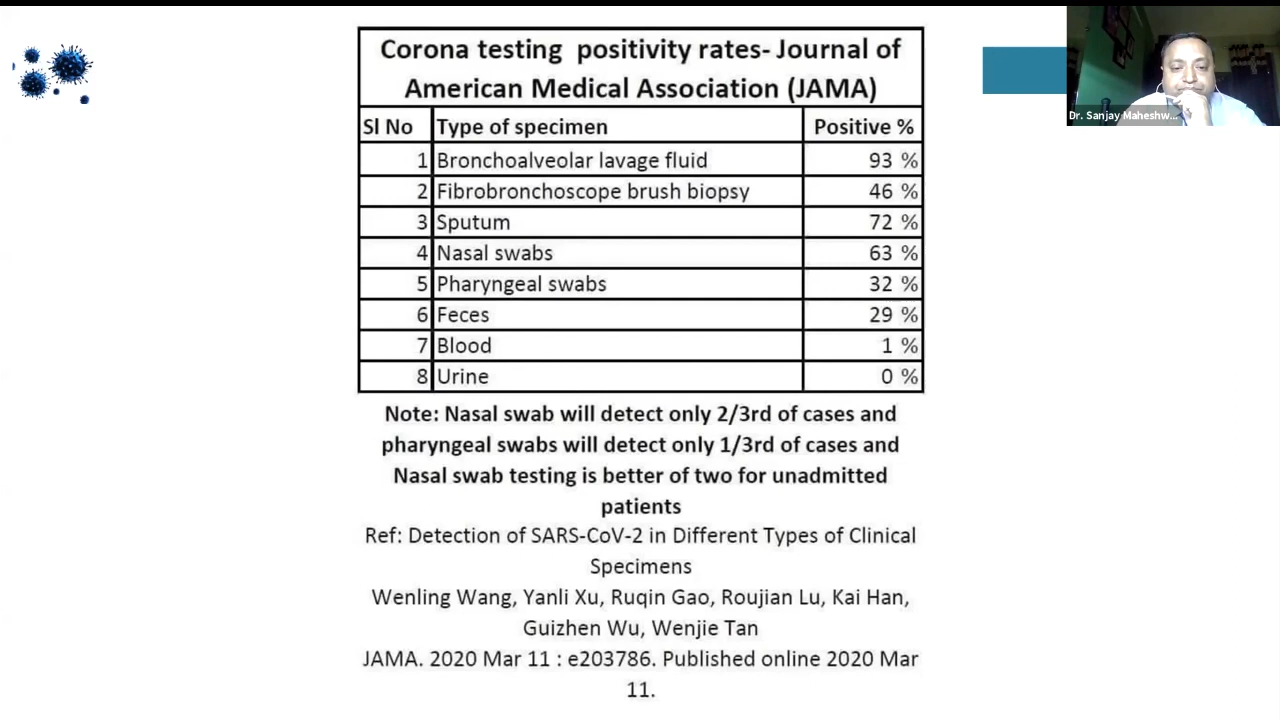 Corona testing positivity rates- Journal of
American Medical Association (JAMA)
Sl No Type of specimen Positive %
1 Bronchoalveolar lavage fluid 93 %
2 Fibrobronchoscope brush biopsy 46 %
3 Sputum 72 %
4 Nasal swabs 63 %
5 Pharyngeal swabs 32 %
6 Feces 29 %
7 Blood 1 %
8 Urine 0 %
Note: Nasal swab will detect only 2/3rd of cases and
pharyngeal swabs will detect only 1/3rd of cases and
Nasal swab testing is better of two for unadmitted
patients
Ref: Detection of SARS-CoV-2 in Different Types of Clinical
Specimens
Wenling Wang, Yanli Xu, Ruqin Gao, Roujian Lu, Kai Han,
Guizhen Wu, Wenjie Tan
JAMA. 2020 Mar 11 : e203786. Published online 2020 Mar
11.
Dr. Sanjay Maheshw...